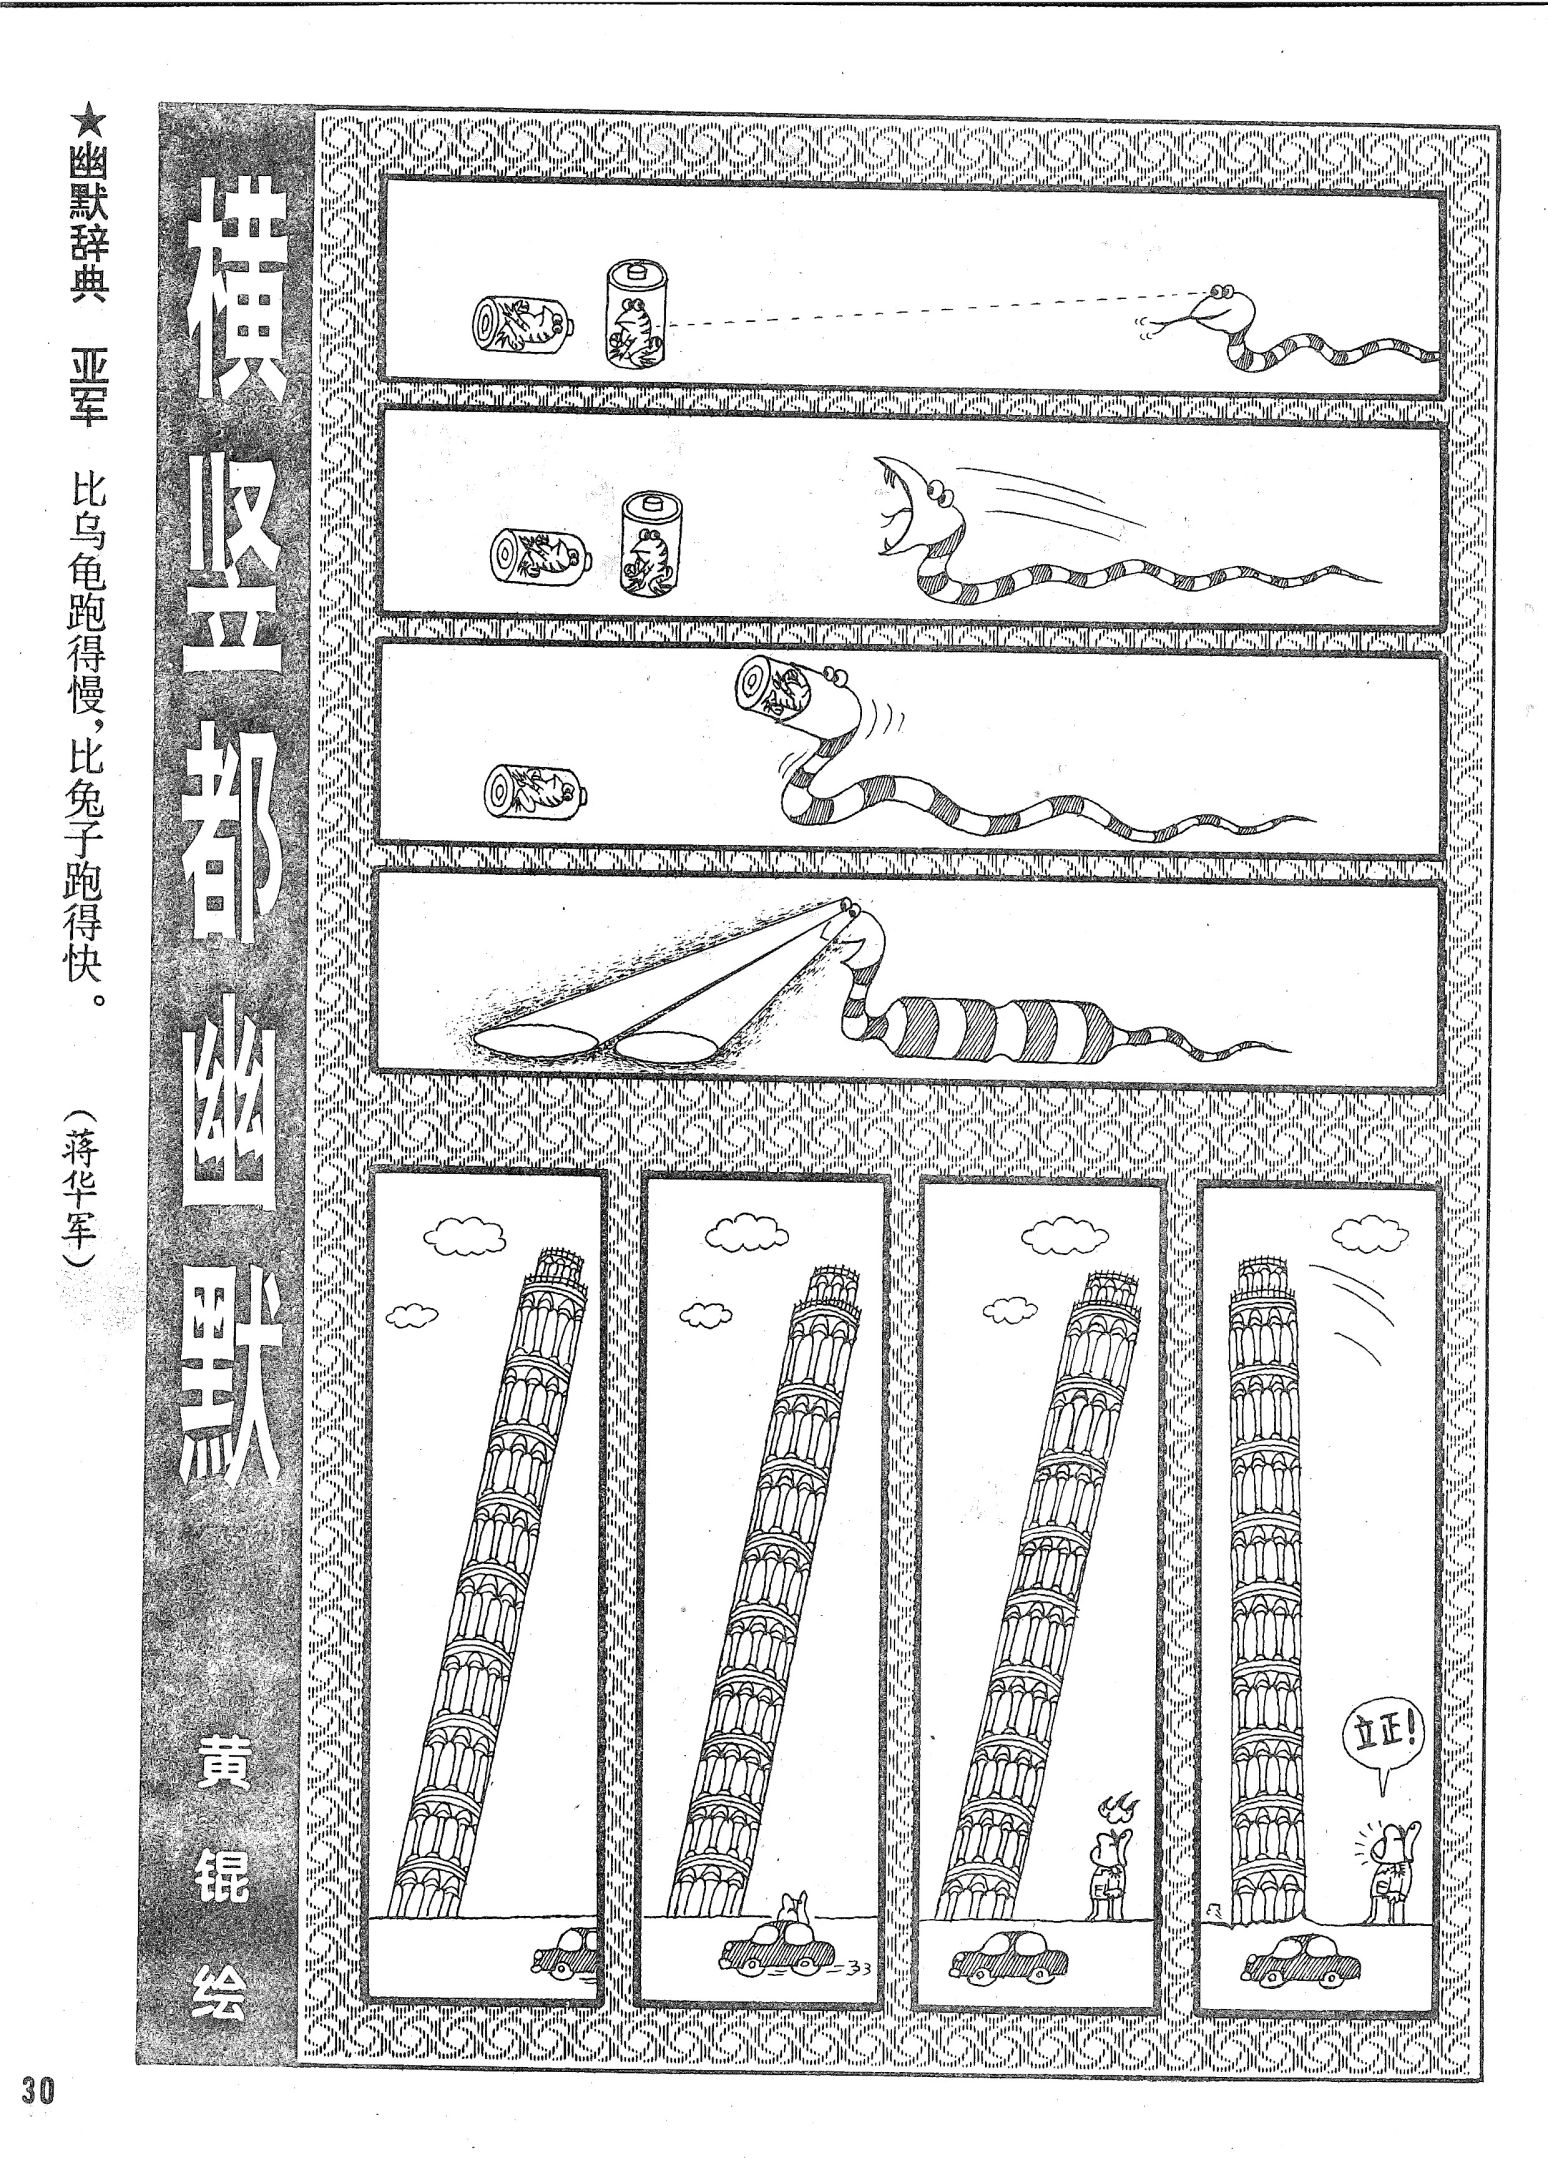 ★幽默辞典 亚军 比乌龟跑得慢，比兔子跑得快。 （蒋华军）
横竖都幽默
黄锟 绘
立正！
30